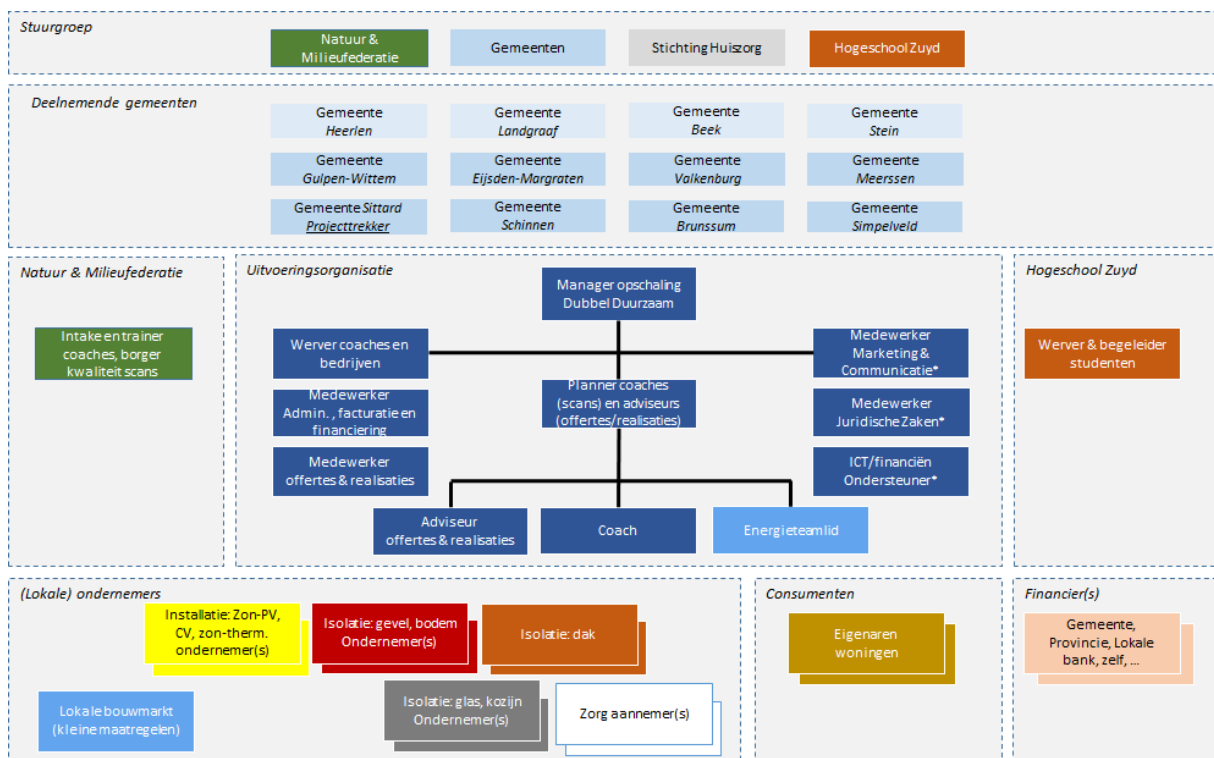 Stuurgroep
Natuur &
Milieufederatie
Gemeenten
Stichting Huiszorg
Hogeschool Zuyd
Deelnemende gemeenten
Gemeente
Heerlen
Gemeente
Landgraaf
Gemeente
Beek
Gemeente
Stein
Gemeente
Gulpen-Wittem
Gemeente
Eijsden-Margraten
Gemeente
Valkenburg
Gemeente
Meerssen
Gemeente Sittard
Projecttrekker
Gemeente
Schinnen
Gemeente
Brunssum
Gemeente
Simpelveld
Natuur & Milieufederatie
Intake en trainer
coaches, borger
kwaliteit scans
Uitvoeringsorganisatie
Manager opschaling
Dubbel Duurzaam
Werver coaches en
bedrijven
Medewerker
Marketing &
Communicatie*
Medewerker
Admin., facturatie en
financiering
Planner coaches
(scans) en adviseurs
(offertes/realisaties)
Medewerker
Juridische Zaken*
Medewerker
offertes & realisaties
ICT/financiën
Ondersteuner*
Adviseur
offertes & realisaties
Coach
Energieteamlid
Hogeschool Zuyd
Werver & begeleider
studenten
(Lokale) ondernemers
Installatie: Zon-PV,
CV, zon-therm.
ondernemer(s)
Isolatie: gevel, bodem
Ondernemer(s)
Isolatie: dak
Lokale bouwmarkt
(kleine maatregelen)
Isolatie: glas, kozijn
Ondernemer(s)
Zorg aannemer(s)
Consumenten
Eigenaren
woningen
Financier(s)
Gemeente,
Provincie, Lokale
bank, zelf, ...